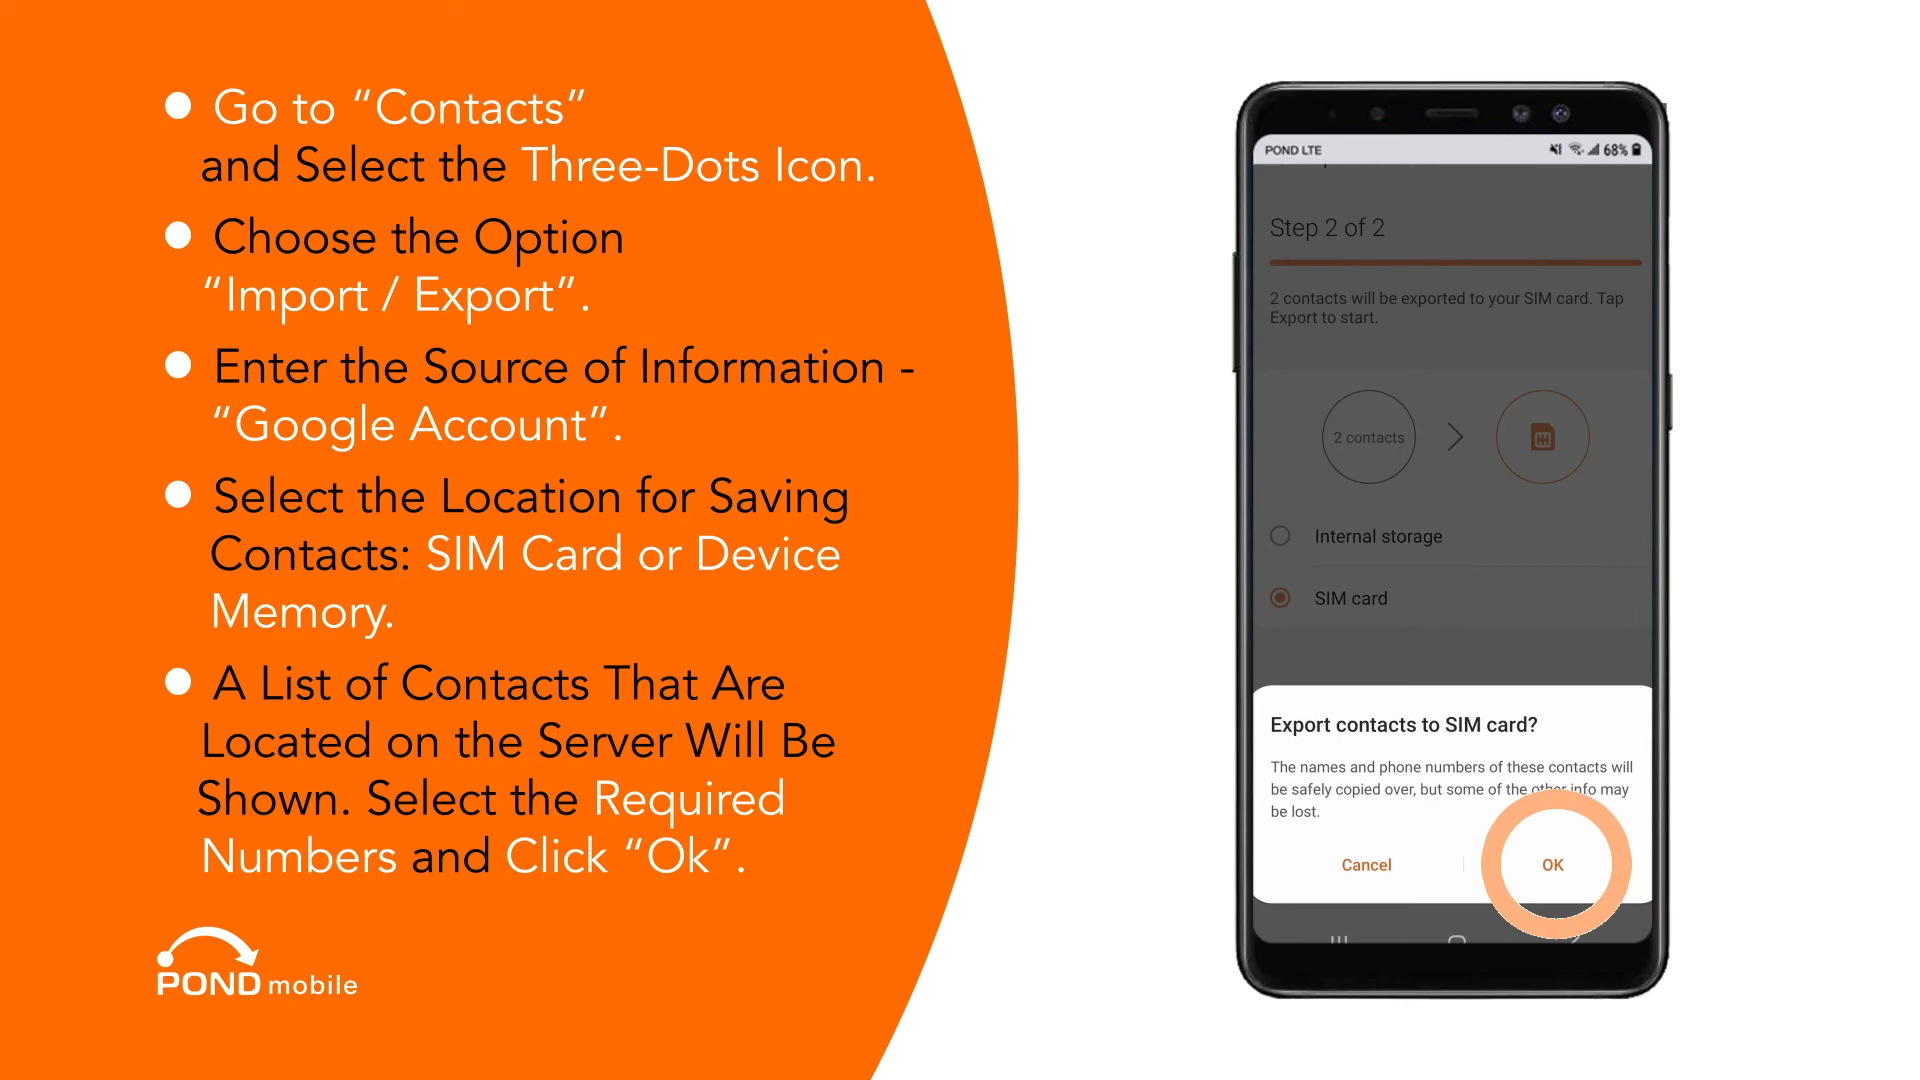 Go to “Contacts”
and Select the Three-Dots Icon.
Choose the Option
“Import / Export”.
Enter the Source of Information -
“Google Account”.
Select the Location for Saving
Contacts: SIM Card or Device
Memory.
A List of Contacts That Are
Located on the Server Will Be
Shown. Select the Required
Numbers and Click “Ok”.
POND mobile
POND LTE 68%
Step 2 of 2
2 contacts will be exported to your SIM card. Tap
Export to start.
2 contacts
Internal storage
SIM card
Export contacts to SIM card?
The names and phone numbers of these contacts will
be safely copied over, but some of the other info may
be lost.
Cancel OK